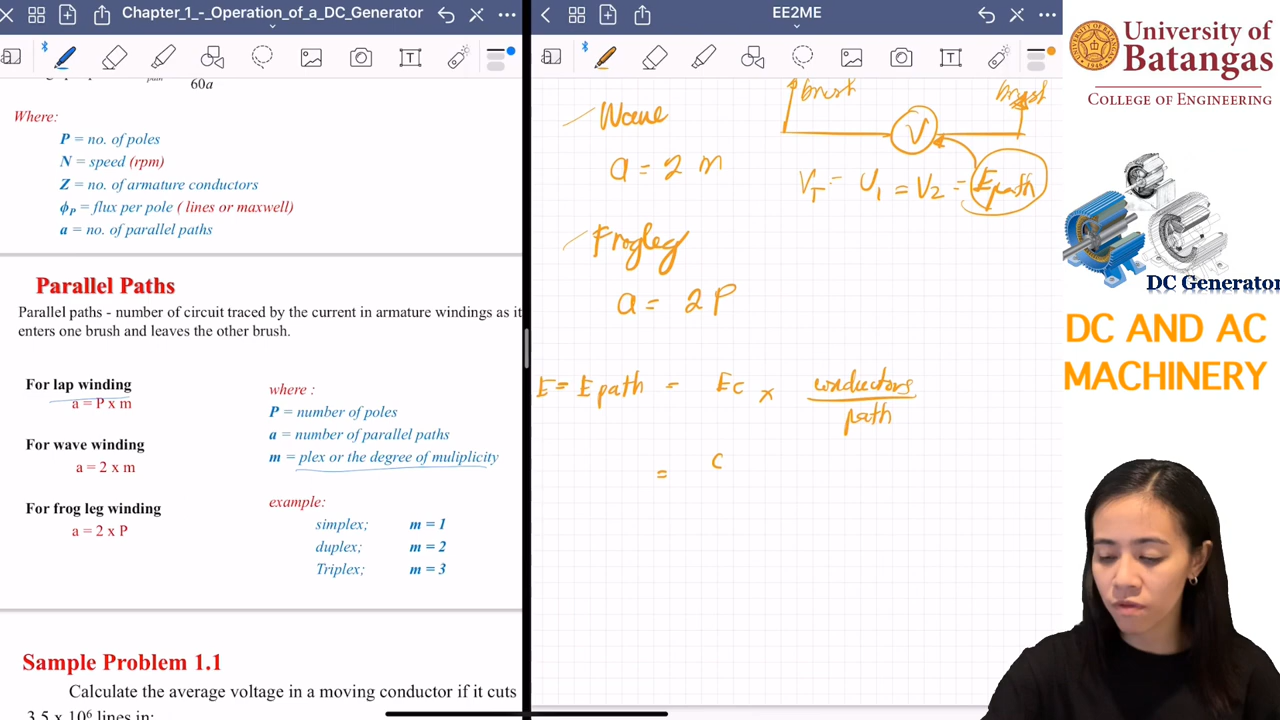 Chapter_1_-_Operation_of_a_DC_Generator
60a
Where:
P = no. of poles
N = speed (rpm)
Z = no. of armature conductors
ϕP = flux per pole ( lines or maxwell)
a = no. of parallel paths
Parallel Paths
Parallel paths - number of circuit traced by the current in armature windings as it
enters one brush and leaves the other brush.
For lap winding
a = P x m
For wave winding
a = 2 x m
For frog leg winding
a = 2 x P
where :
P = number of poles
a = number of parallel paths
m = plex or the degree of muliplicity
example:
simplex; m = 1
duplex; m = 2
Triplex; m = 3
Sample Problem 1.1
Calculate the average voltage in a moving conductor if it cuts
3.5 x 10⁶ lines in:
EE2ME
brush
brush
Wave
V
a = 2 m
VT = V1 = V2 = Epath
Frogleg
a = 2 P
E = E path = Ec x conductors
path
= C
University of
Batangas
COLLEGE OF ENGINEERING
DC Generator
DC AND AC
MACHINERY